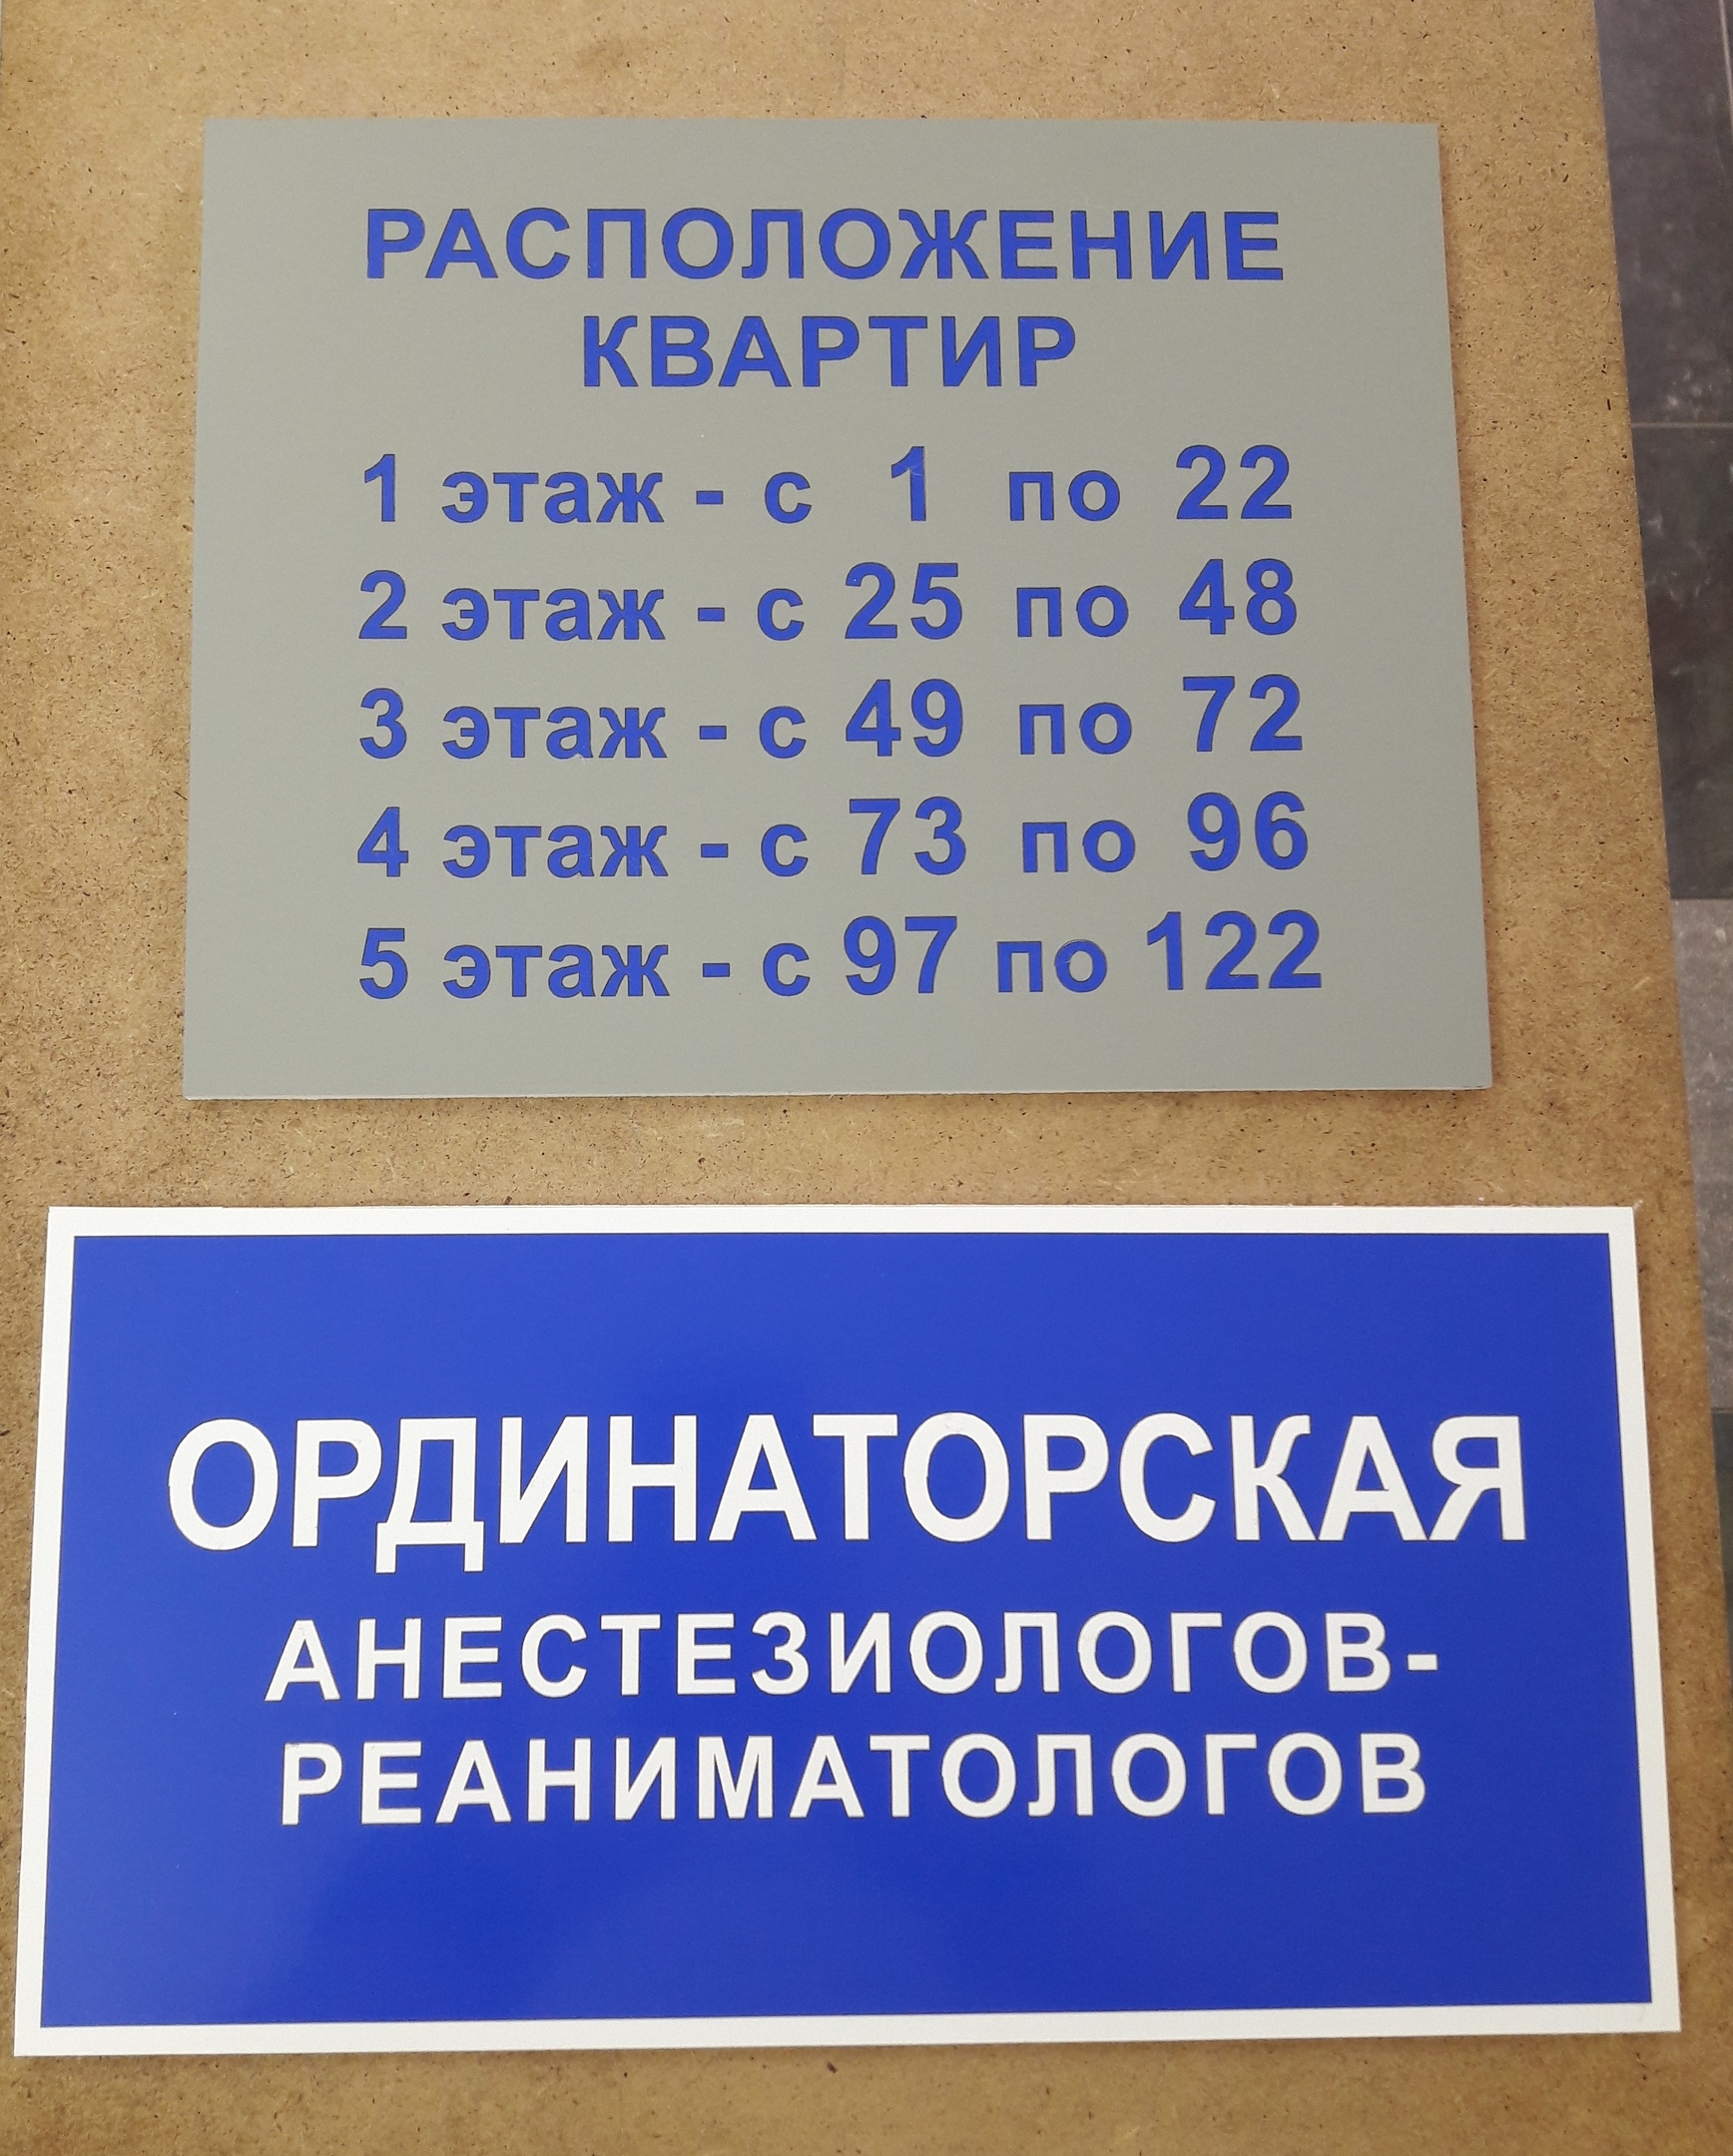 РАСПОЛОЖЕНИЕ
КВАРТИР
1 этаж - с 1 по 22
2 этаж - с 25 по 48
3 этаж - с 49 по 72
4 этаж - с 73 по 96
5 этаж - с 97 по 122
ОРДИНАТОРСКАЯ
АНЕСТЕЗИОЛОГОВ-
РЕАНИМАТОЛОГОВ